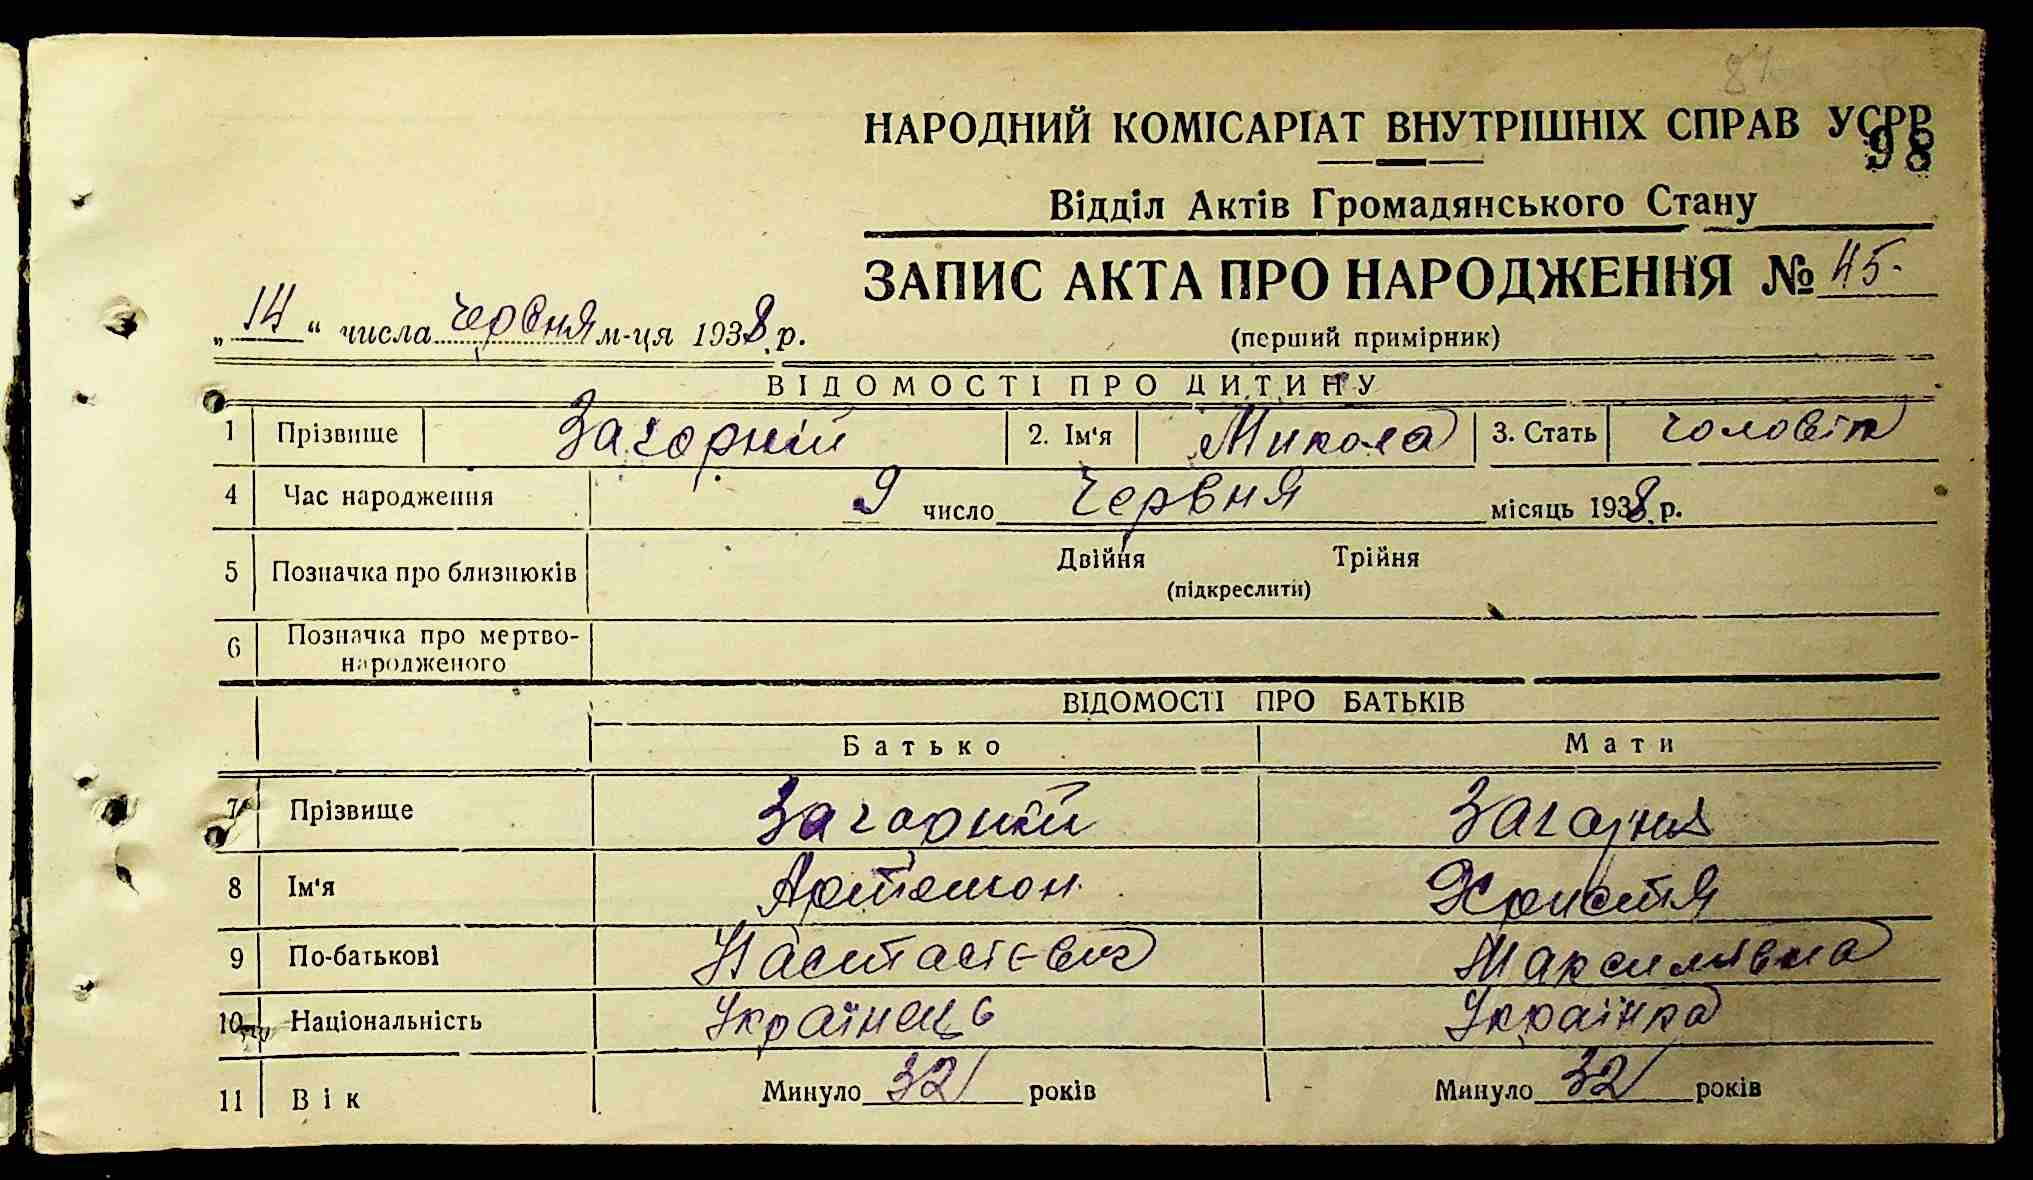 НАРОДНИЙ КОМІСАРІАТ ВНУТРІШНІХ СПРАВ УСРР
98
Відділ Актів Громадянського Стану
ЗАПИС АКТА ПРО НАРОДЖЕННЯ № 45.
„14“ числа червня м-ця 1938 р.
(перший примірник)
ВІДОМОСТІ ПРО ДИТИНУ
1 Прізвище Загорній 2. Ім'я Микола 3. Стать чоловіч
4 Час народження 9 число червня місяць 1938 р.
5 Позначка про близнюків Двійня Трійня
(підкреслити)
6 Позначка про мертво-
народженого
ВІДОМОСТІ ПРО БАТЬКІВ
Батько Мати
7 Прізвище Загорній Загорня
8 Ім'я Артемон Христя
9 По-батькові Настасієвич Максимівна
10 Національність Українець Українка
11 Вік Минуло 32 років Минуло 32 років